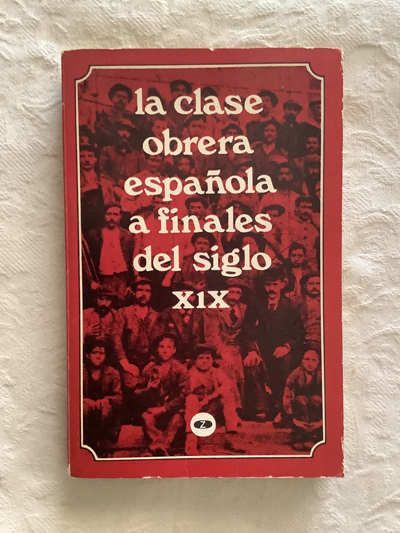 la clase
obrera
española
a finales
del siglo
XIX
Z